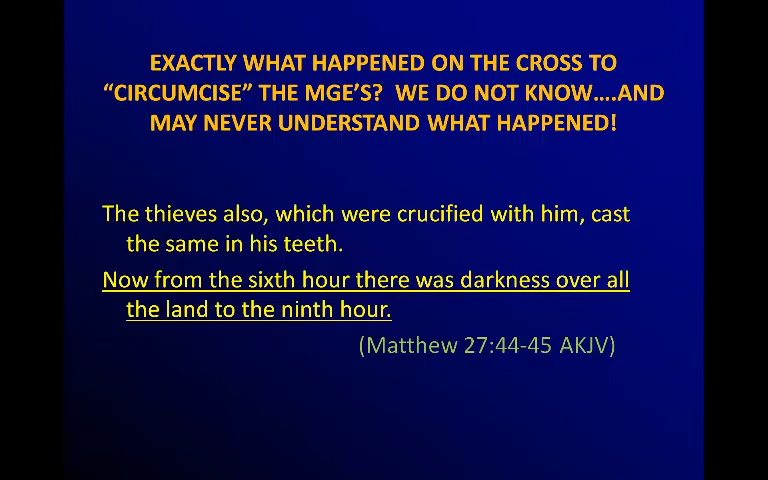 EXACTLY WHAT HAPPENED ON THE CROSS TO
“CIRCUMCISE” THE MGE’S?  WE DO NOT KNOW….AND
MAY NEVER UNDERSTAND WHAT HAPPENED!
The thieves also, which were crucified with him, cast
the same in his teeth.
Now from the sixth hour there was darkness over all
the land to the ninth hour.
(Matthew 27:44-45 AKJV)